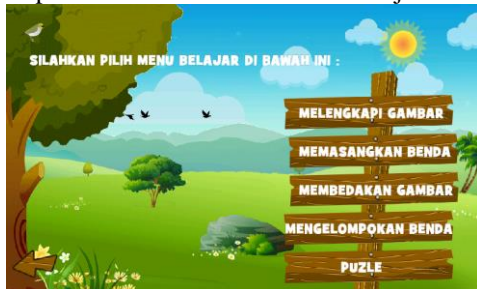 SILAHKAN PILIH MENU BELAJAR DI BAWAH INI :
MELENGKAPI GAMBAR
MEMASANGKAN BENDA
MEMBEDAKAN GAMBAR
MENGELOMPOKAN BENDA
PUZLE